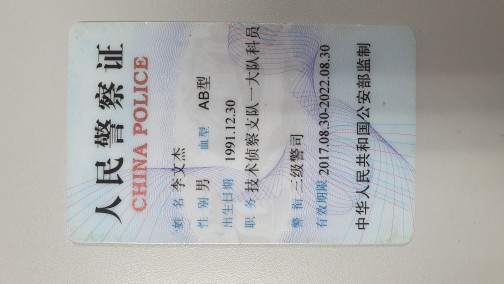 人民警察证
CHINA POLICE
姓 名 李文杰
性 别 男 血型 AB型
出生日期 1991.12.30
职 务 技术侦察支队一大队科员
警 衔 三级警司
有效期限 2017.08.30-2022.08.30
中华人民共和国公安部监制